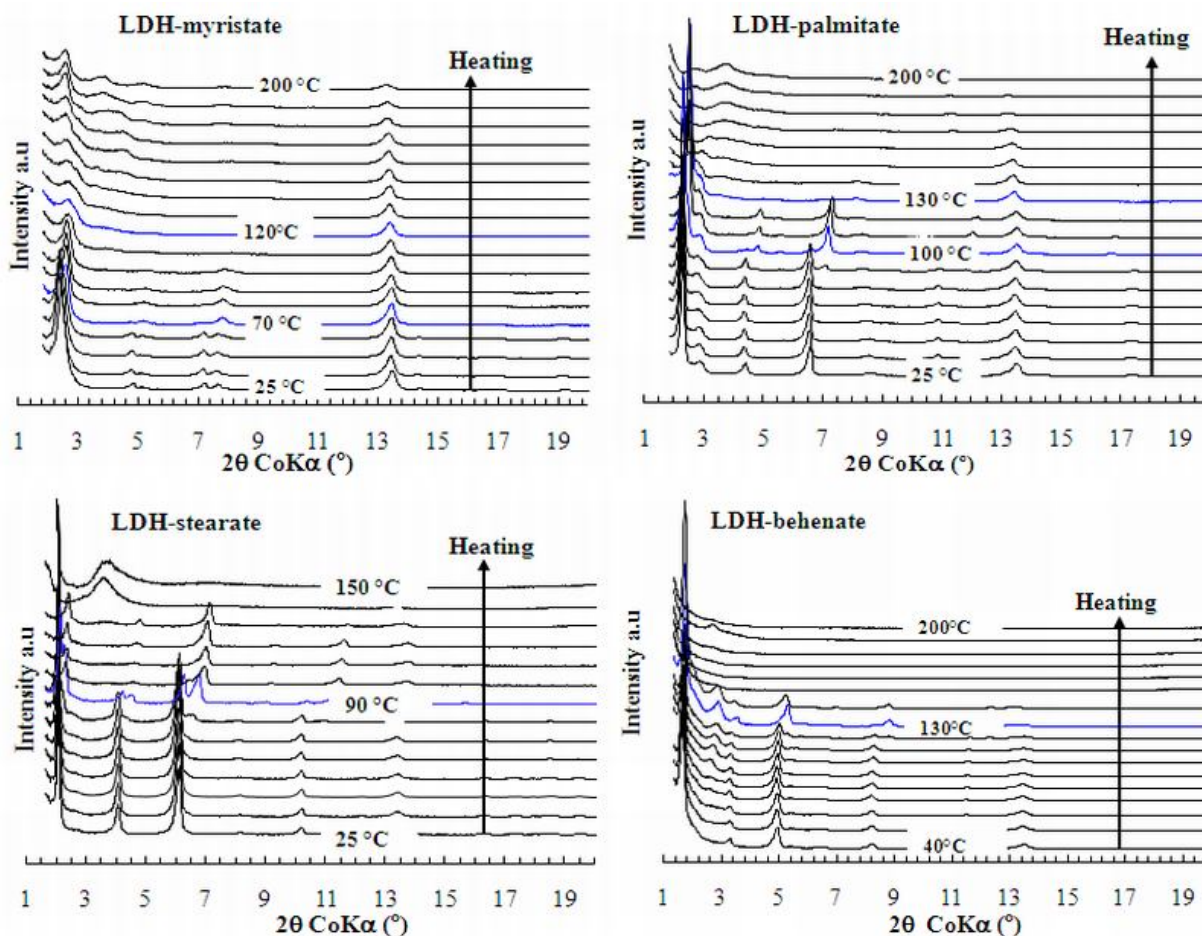 LDH-myristate
Heating
200 °C
120°C
70 °C
25 °C
Intensity a.u
1 3 5 7 9 11 13 15 17 19
2θ CoKα (°)
LDH-palmitate
Heating
200 °C
130 °C
100 °C
25 °C
Intensity a.u
1 3 5 7 9 11 13 15 17 19
2θ CoKα (°)
LDH-stearate
Heating
150 °C
90 °C
25 °C
Intensity a.u
1 3 5 7 9 11 13 15 17 19
2θ CoKα (°)
LDH-behenate
Heating
200°C
130°C
40°C
Intensity a.u
1 3 5 7 9 11 13 15 17 19
2θ CoKα (°)